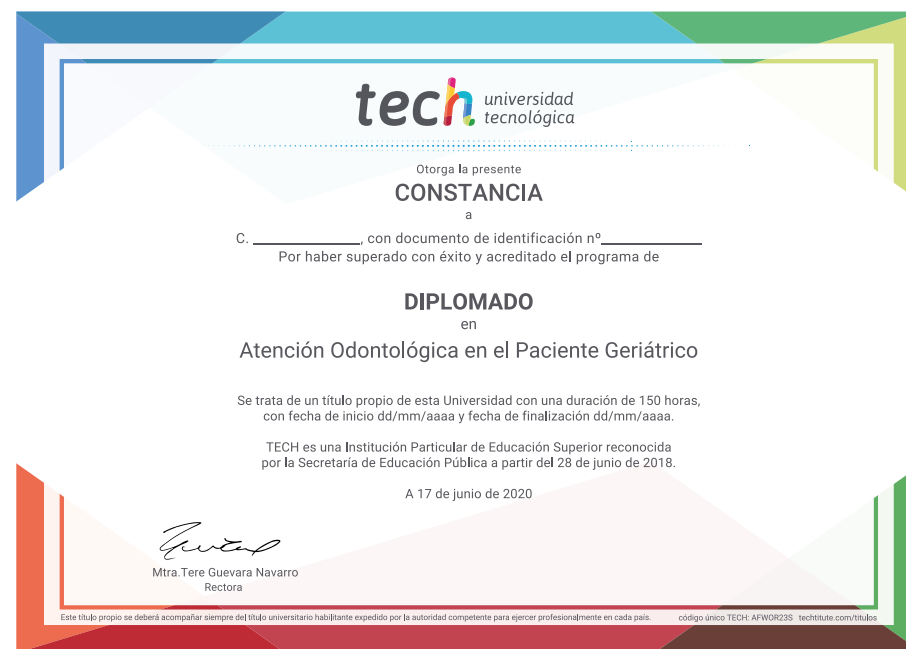 tech universidad
tecnológica
Otorga la presente
CONSTANCIA
a
C. ______________, con documento de identificación nº_____________
Por haber superado con éxito y acreditado el programa de
DIPLOMADO
en
Atención Odontológica en el Paciente Geriátrico
Se trata de un título propio de esta Universidad con una duración de 150 horas,
con fecha de inicio dd/mm/aaaa y fecha de finalización dd/mm/aaaa.
TECH es una Institución Particular de Educación Superior reconocida
por la Secretaría de Educación Pública a partir del 28 de junio de 2018.
A 17 de junio de 2020
Mtra.Tere Guevara Navarro
Rectora
Este título propio se deberá acompañar siempre del título universitario habilitante expedido por la autoridad competente para ejercer profesionalmente en cada país. código único TECH: AFWOR23S techtitute.com/titulos